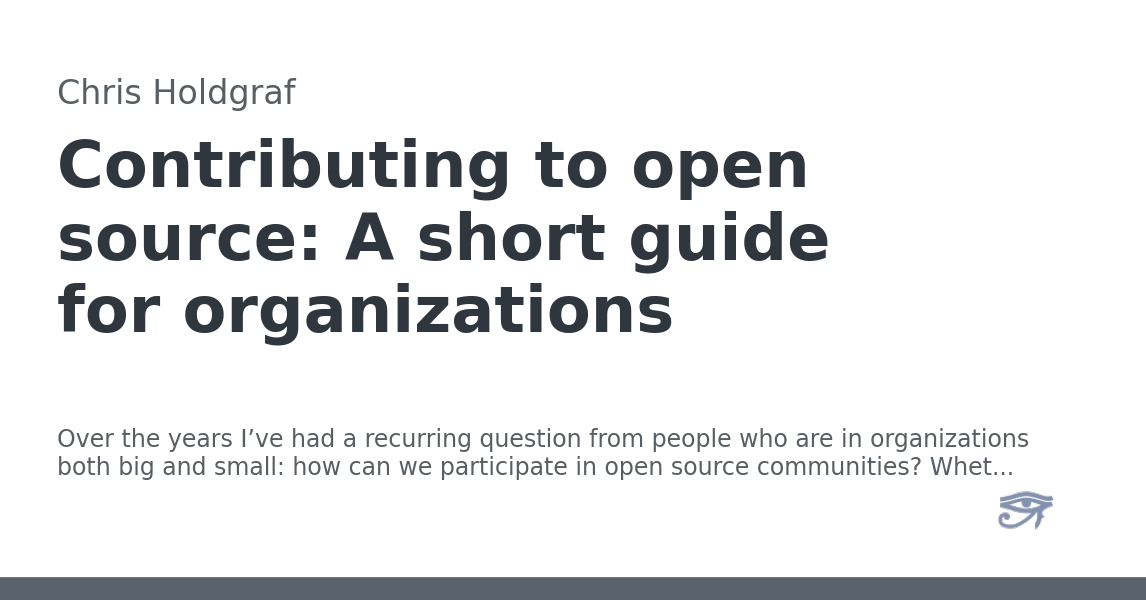 Chris Holdgraf
Contributing to open
source: A short guide
for organizations
Over the years I’ve had a recurring question from people who are in organizations
both big and small: how can we participate in open source communities? Whet...